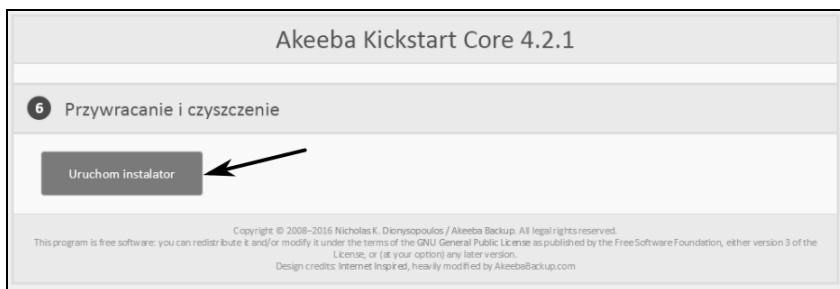 Akeeba Kickstart Core 4.2.1
6 Przywracanie i czyszczenie
Uruchom instalator
Copyright © 2008–2016 Nicholas K. Dionysopoulos / Akeeba Backup. All legal rights reserved.
This program is free software: you can redistribute it and/or modify it under the terms of the GNU General Public License as published by the Free Software Foundation, either version 3 of the
License, or (at your option) any later version.
Design credits: Internet Inspired, heavily modified by AkeebaBackup.com